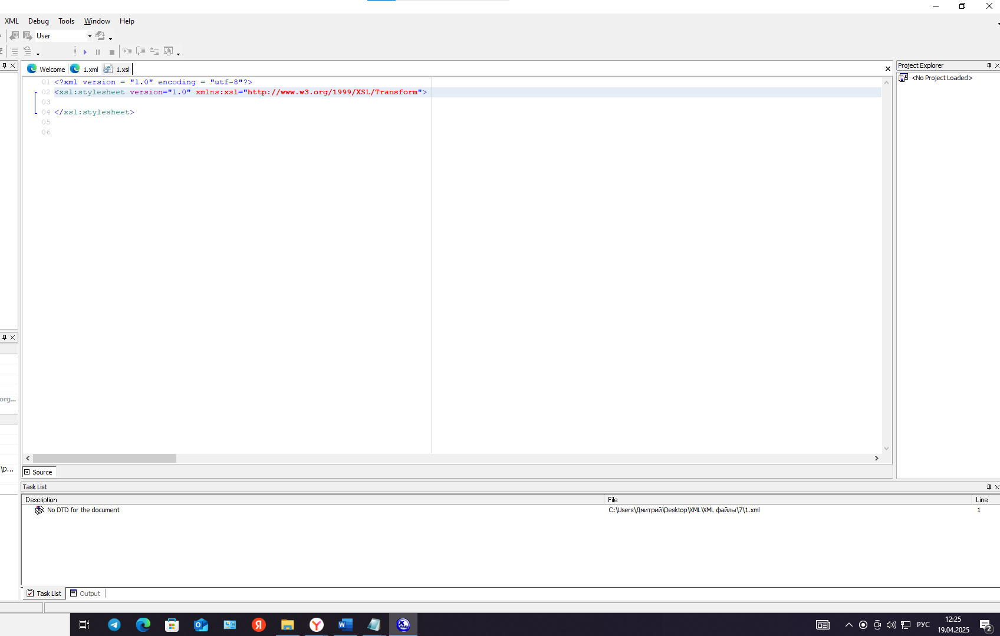 XML Debug Tools Window Help
User
Welcome 1.xml 1.xsl
Project Explorer
<No Project Loaded>
01 <?xml version = "1.0" encoding = "utf-8"?>
02 <xsl:stylesheet version="1.0" xmlns:xsl="http://www.w3.org/1999/XSL/Transform">
03
04 </xsl:stylesheet>
05
06
org...
\D...
Source
Task List
Description File Line
No DTD for the document C:\Users\Дмитрий\Desktop\XML\XML файлы\7\1.xml 1
Task List Output
РУС
12:25
19.04.2025
2